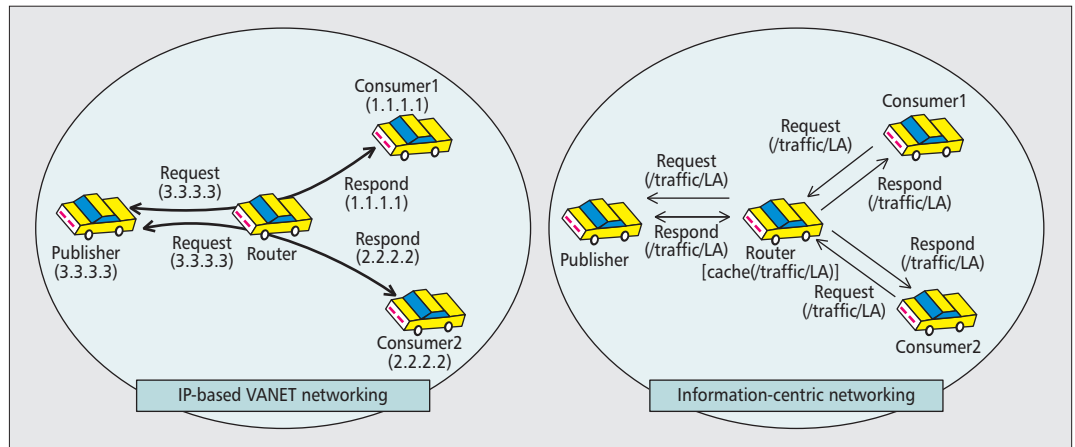 Consumer1
(1.1.1.1)
Request
(3.3.3.3)
Respond
(1.1.1.1)
Publisher
(3.3.3.3)
Request
(3.3.3.3)
Router
Respond
(2.2.2.2)
Consumer2
(2.2.2.2)
IP-based VANET networking
Consumer1
Request
(/traffic/LA)
Request
(/traffic/LA)
Respond
(/traffic/LA)
Publisher
Respond
(/traffic/LA)
Router
[cache(/traffic/LA)]
Respond
(/traffic/LA)
Request
(/traffic/LA)
Consumer2
Information-centric networking